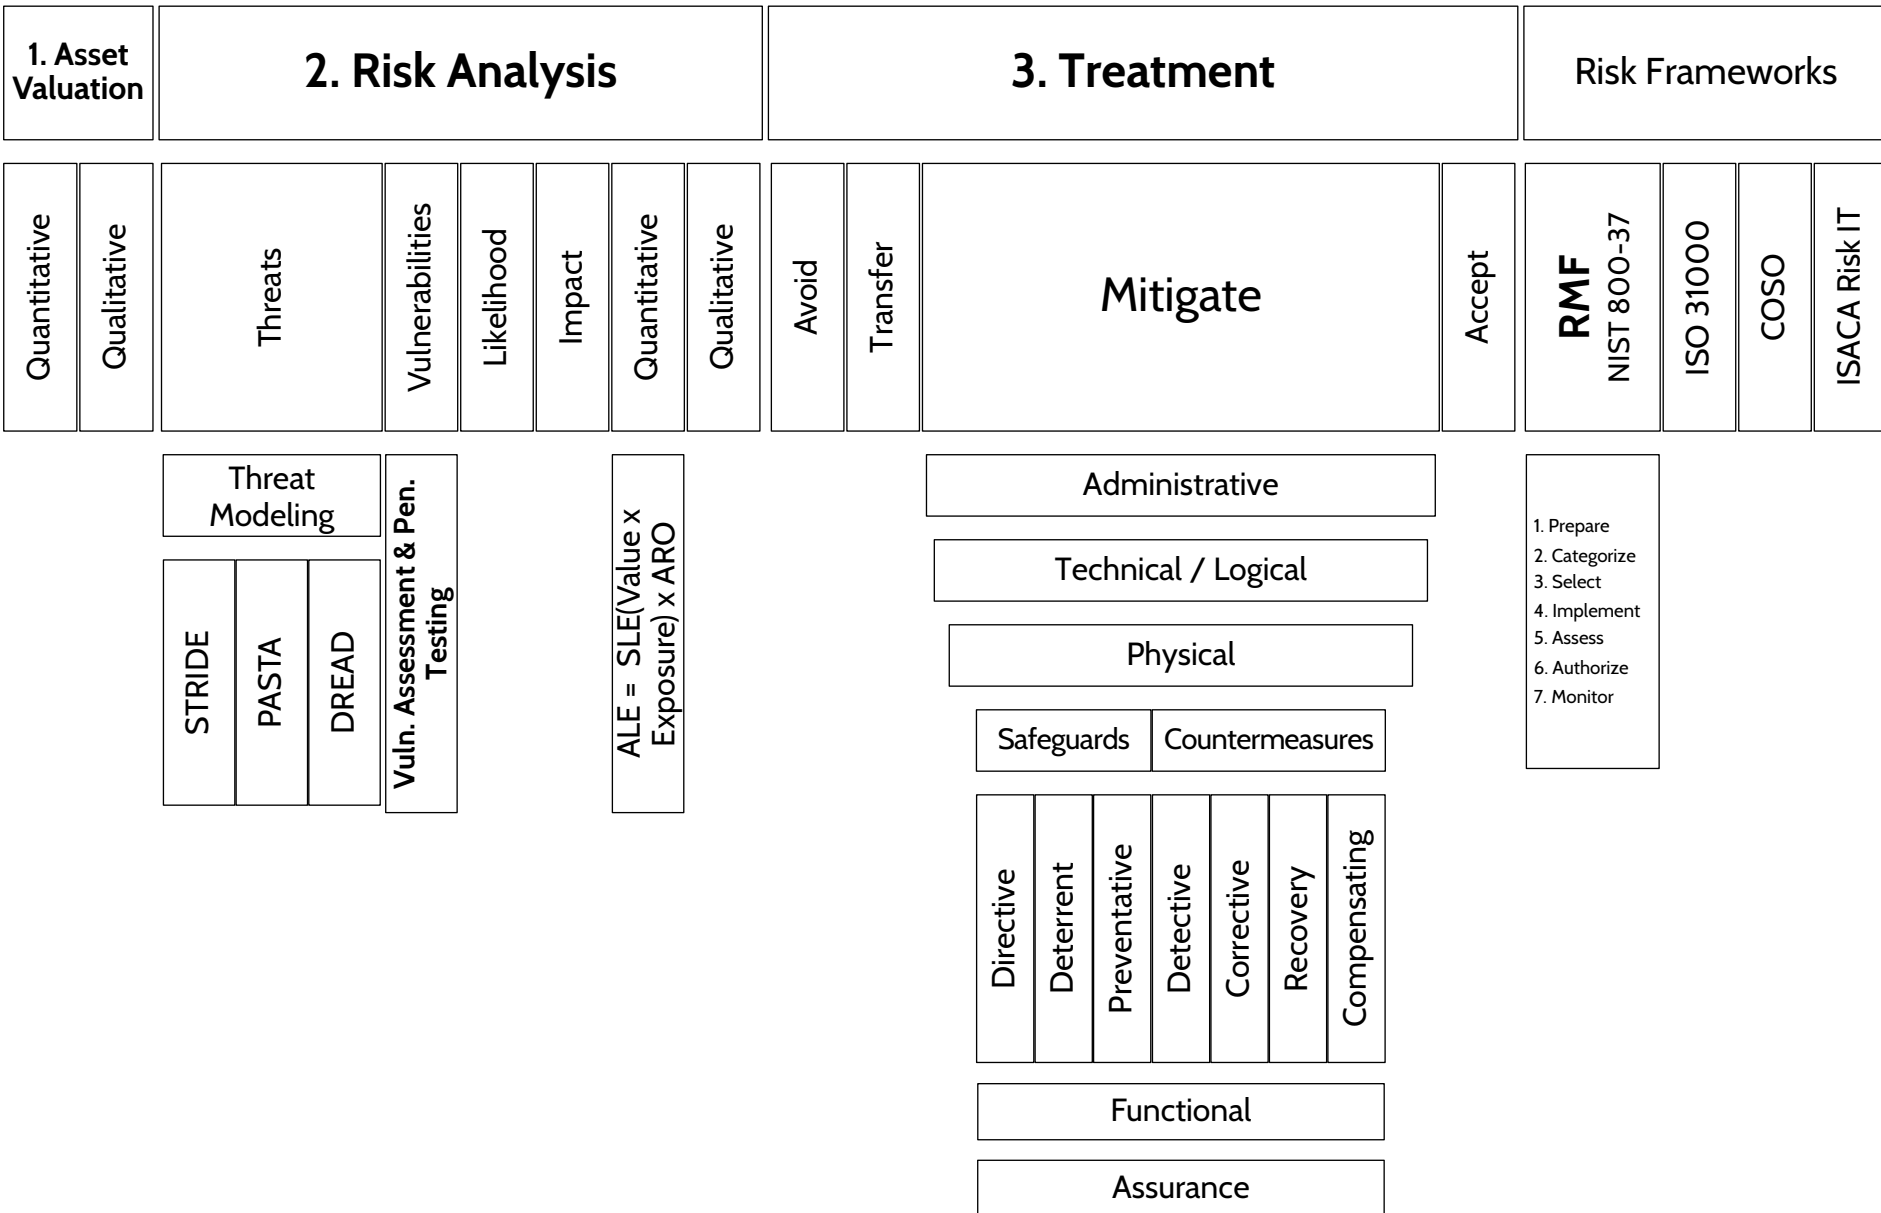 1. Asset
Valuation
2. Risk Analysis
3. Treatment
Risk Frameworks
Quantitative
Qualitative
Threats
Vulnerabilities
Likelihood
Impact
Quantitative
Qualitative
Avoid
Transfer
Mitigate
Accept
RMF
NIST 800-37
ISO 31000
COSO
ISACA Risk IT
Threat
Modeling
STRIDE
PASTA
DREAD
Vuln. Assessment & Pen.
Testing
ALE = SLE(Value x
Exposure) x ARO
Administrative
Technical / Logical
Physical
Safeguards
Countermeasures
Directive
Deterrent
Preventative
Detective
Corrective
Recovery
Compensating
Functional
Assurance
1. Prepare
2. Categorize
3. Select
4. Implement
5. Assess
6. Authorize
7. Monitor